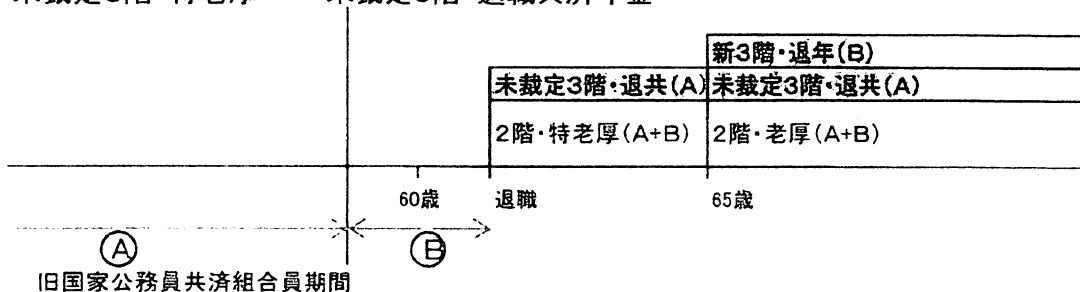 新3階・退年(B)
未裁定3階・退共(A) 未裁定3階・退共(A)
2階・特老厚(A+B) 2階・老厚(A+B)
60歳 退職 65歳
A B
旧国家公務員共済組合員期間